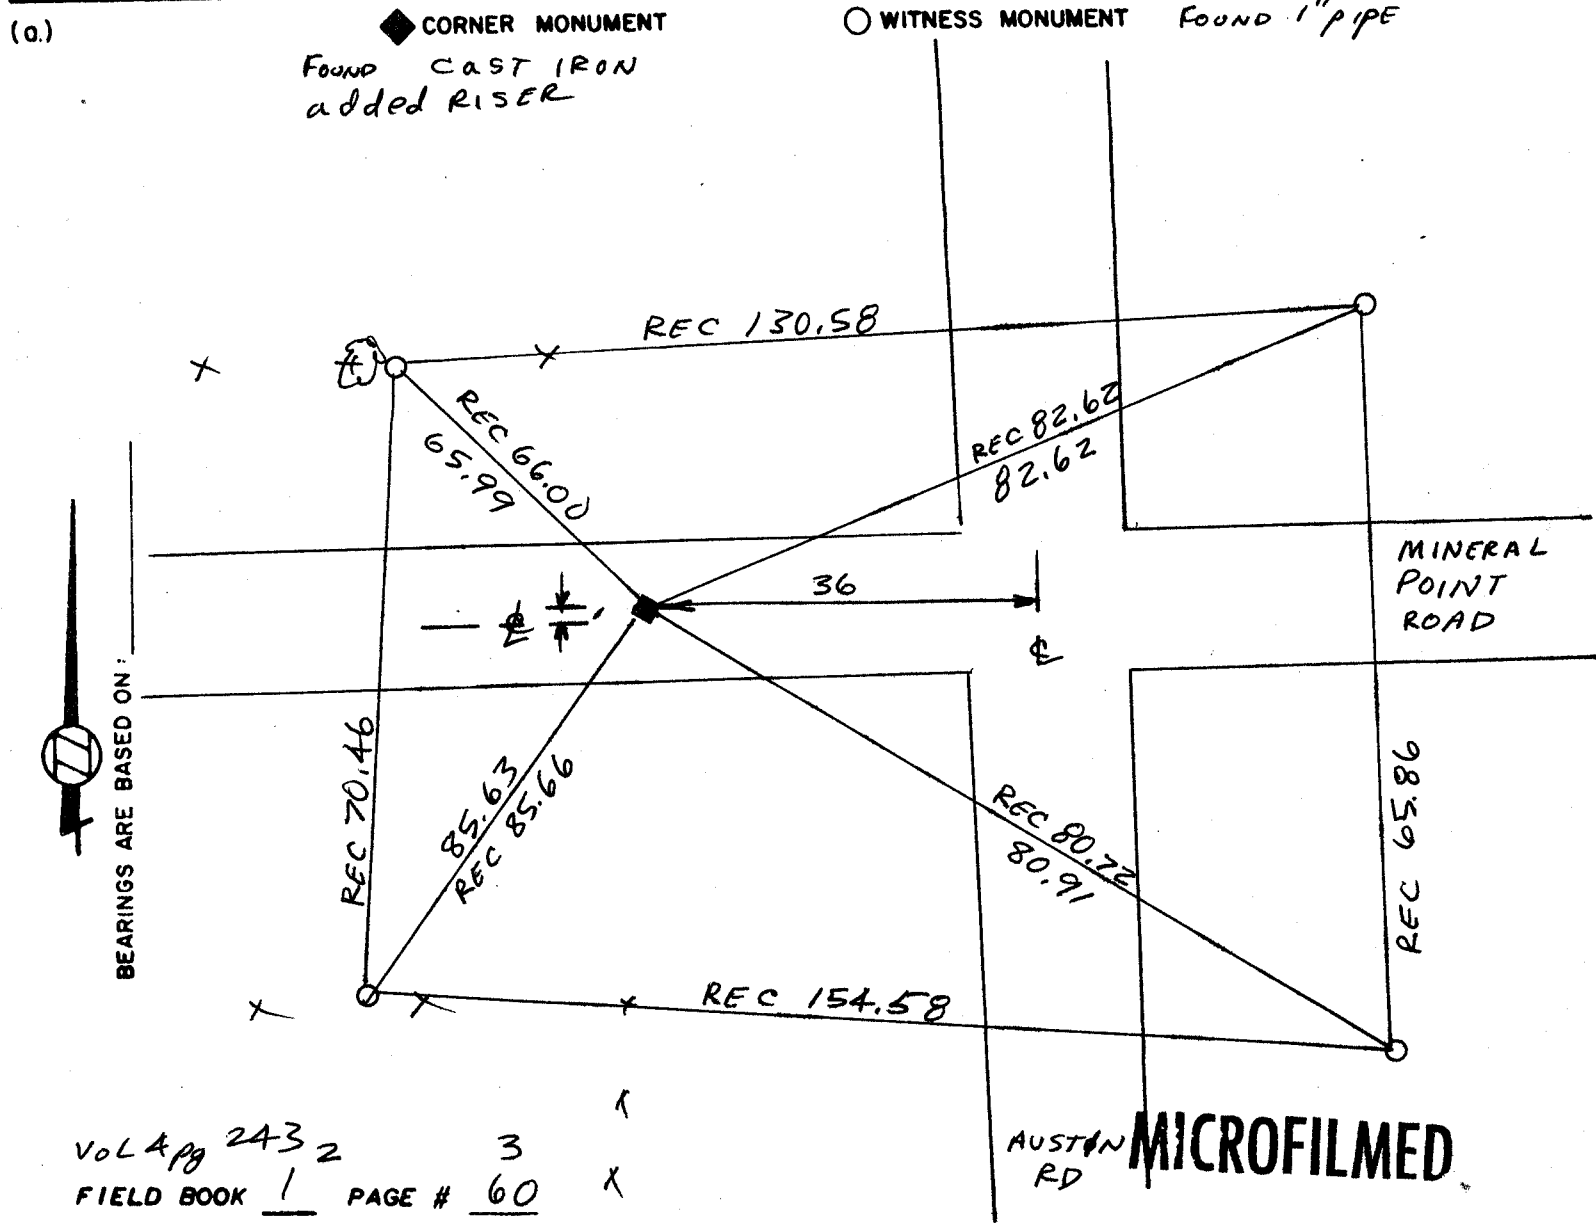 (a.)
CORNER MONUMENT
WITNESS MONUMENT FOUND 1" PIPE
FOUND CAST IRON
added RISER
REC 130.58
REC 66.00
65.99
REC 82.62
82.62
36
MINERAL
POINT
ROAD
℄
℄
BEARINGS ARE BASED ON:
REC 70.46
85.63
REC 85.66
REC 80.72
80.91
REC 65.86
REC 154.58
VOL 4 pg 243 2 3
FIELD BOOK 1 PAGE # 60
AUSTIN
RD
MICROFILMED